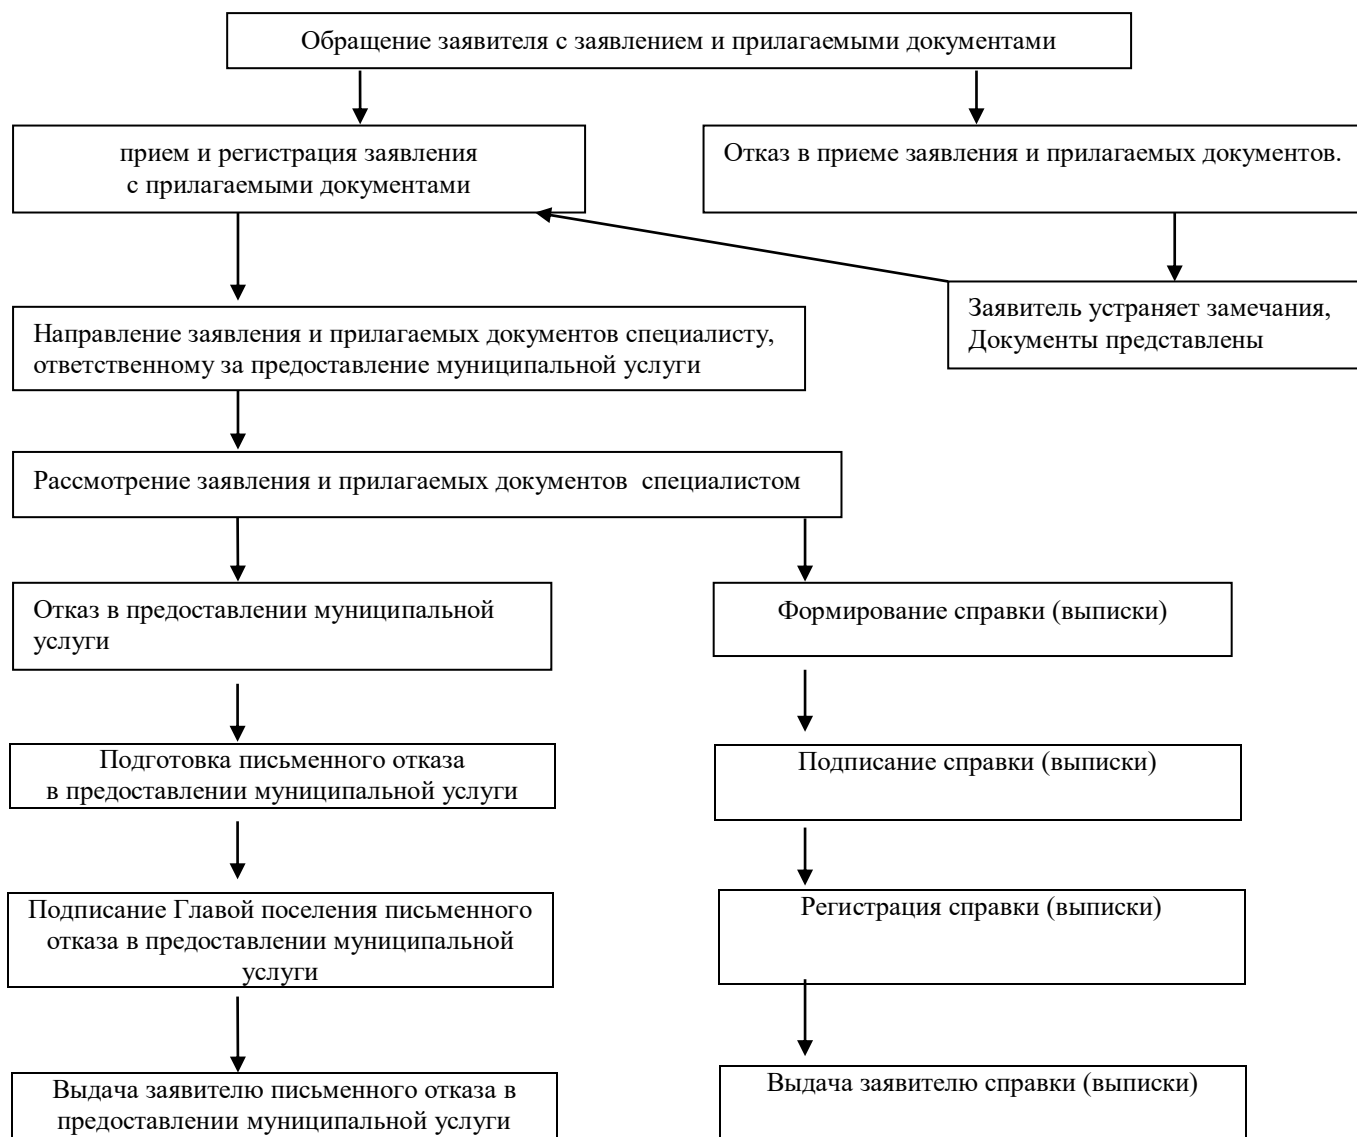 Обращение заявителя с заявлением и прилагаемыми документами
прием и регистрация заявления
с прилагаемыми документами
Отказ в приеме заявления и прилагаемых документов.
Заявитель устраняет замечания,
Документы представлены
Направление заявления и прилагаемых документов специалисту,
ответственному за предоставление муниципальной услуги
Рассмотрение заявления и прилагаемых документов специалистом
Отказ в предоставлении муниципальной
услуги
Формирование справки (выписки)
Подготовка письменного отказа
в предоставлении муниципальной услуги
Подписание справки (выписки)
Подписание Главой поселения письменного
отказа в предоставлении муниципальной
услуги
Регистрация справки (выписки)
Выдача заявителю письменного отказа в
предоставлении муниципальной услуги
Выдача заявителю справки (выписки)